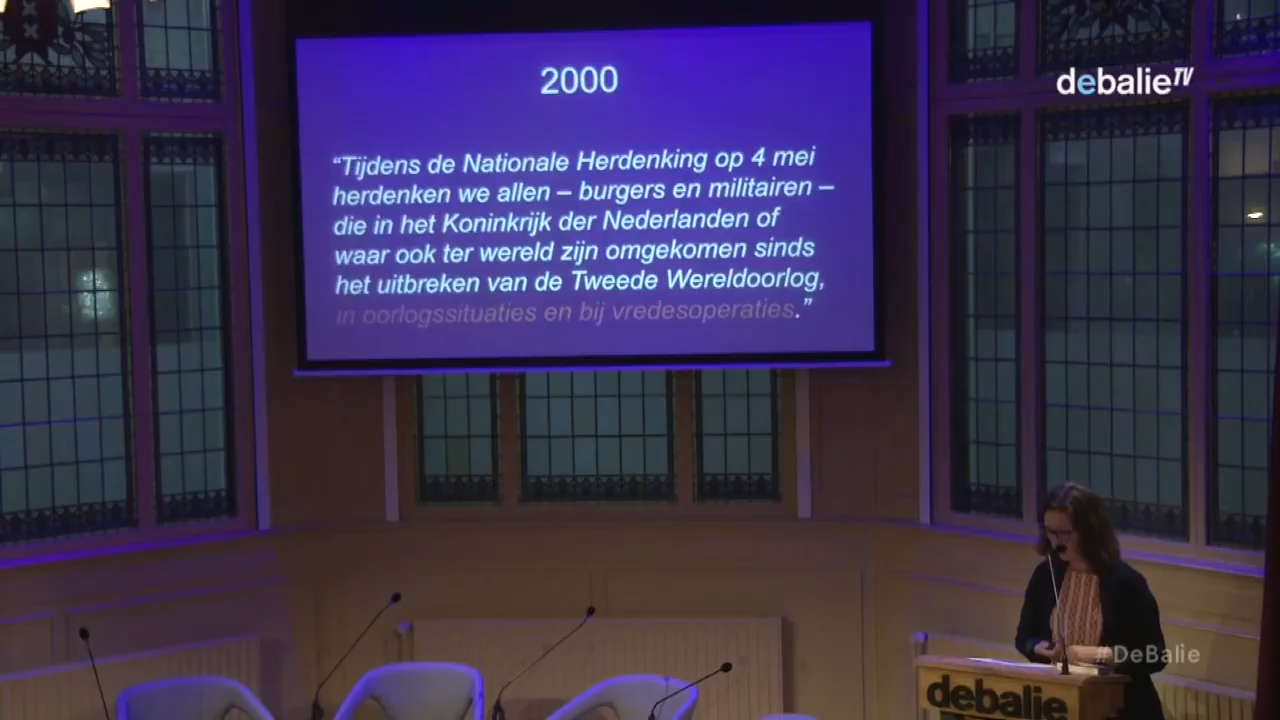 2000
“Tijdens de Nationale Herdenking op 4 mei
herdenken we allen – burgers en militairen –
die in het Koninkrijk der Nederlanden of
waar ook ter wereld zijn omgekomen sinds
het uitbreken van de Tweede Wereldoorlog,
in oorlogssituaties en bij vredesoperaties.”
debalieTV
#DeBalie
debalie